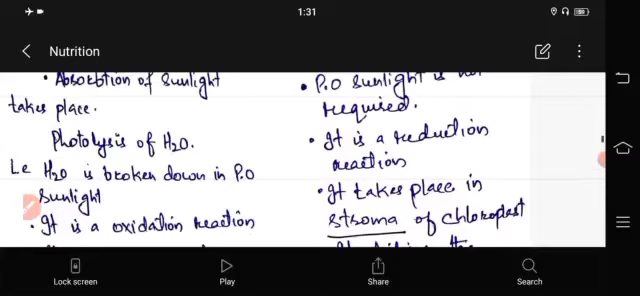 1:31
Nutrition
• Absorbtion of Sunlight
takes place.
Photolysis of H2O.
i.e H2O is broken down in P.O
Sunlight
• It is a oxidation reaction
• P.O Sunlight is not
required.
• It is a reduction
reaction
• It takes place in
stroma of chloroplast
Lock screen
Play
Share
Search